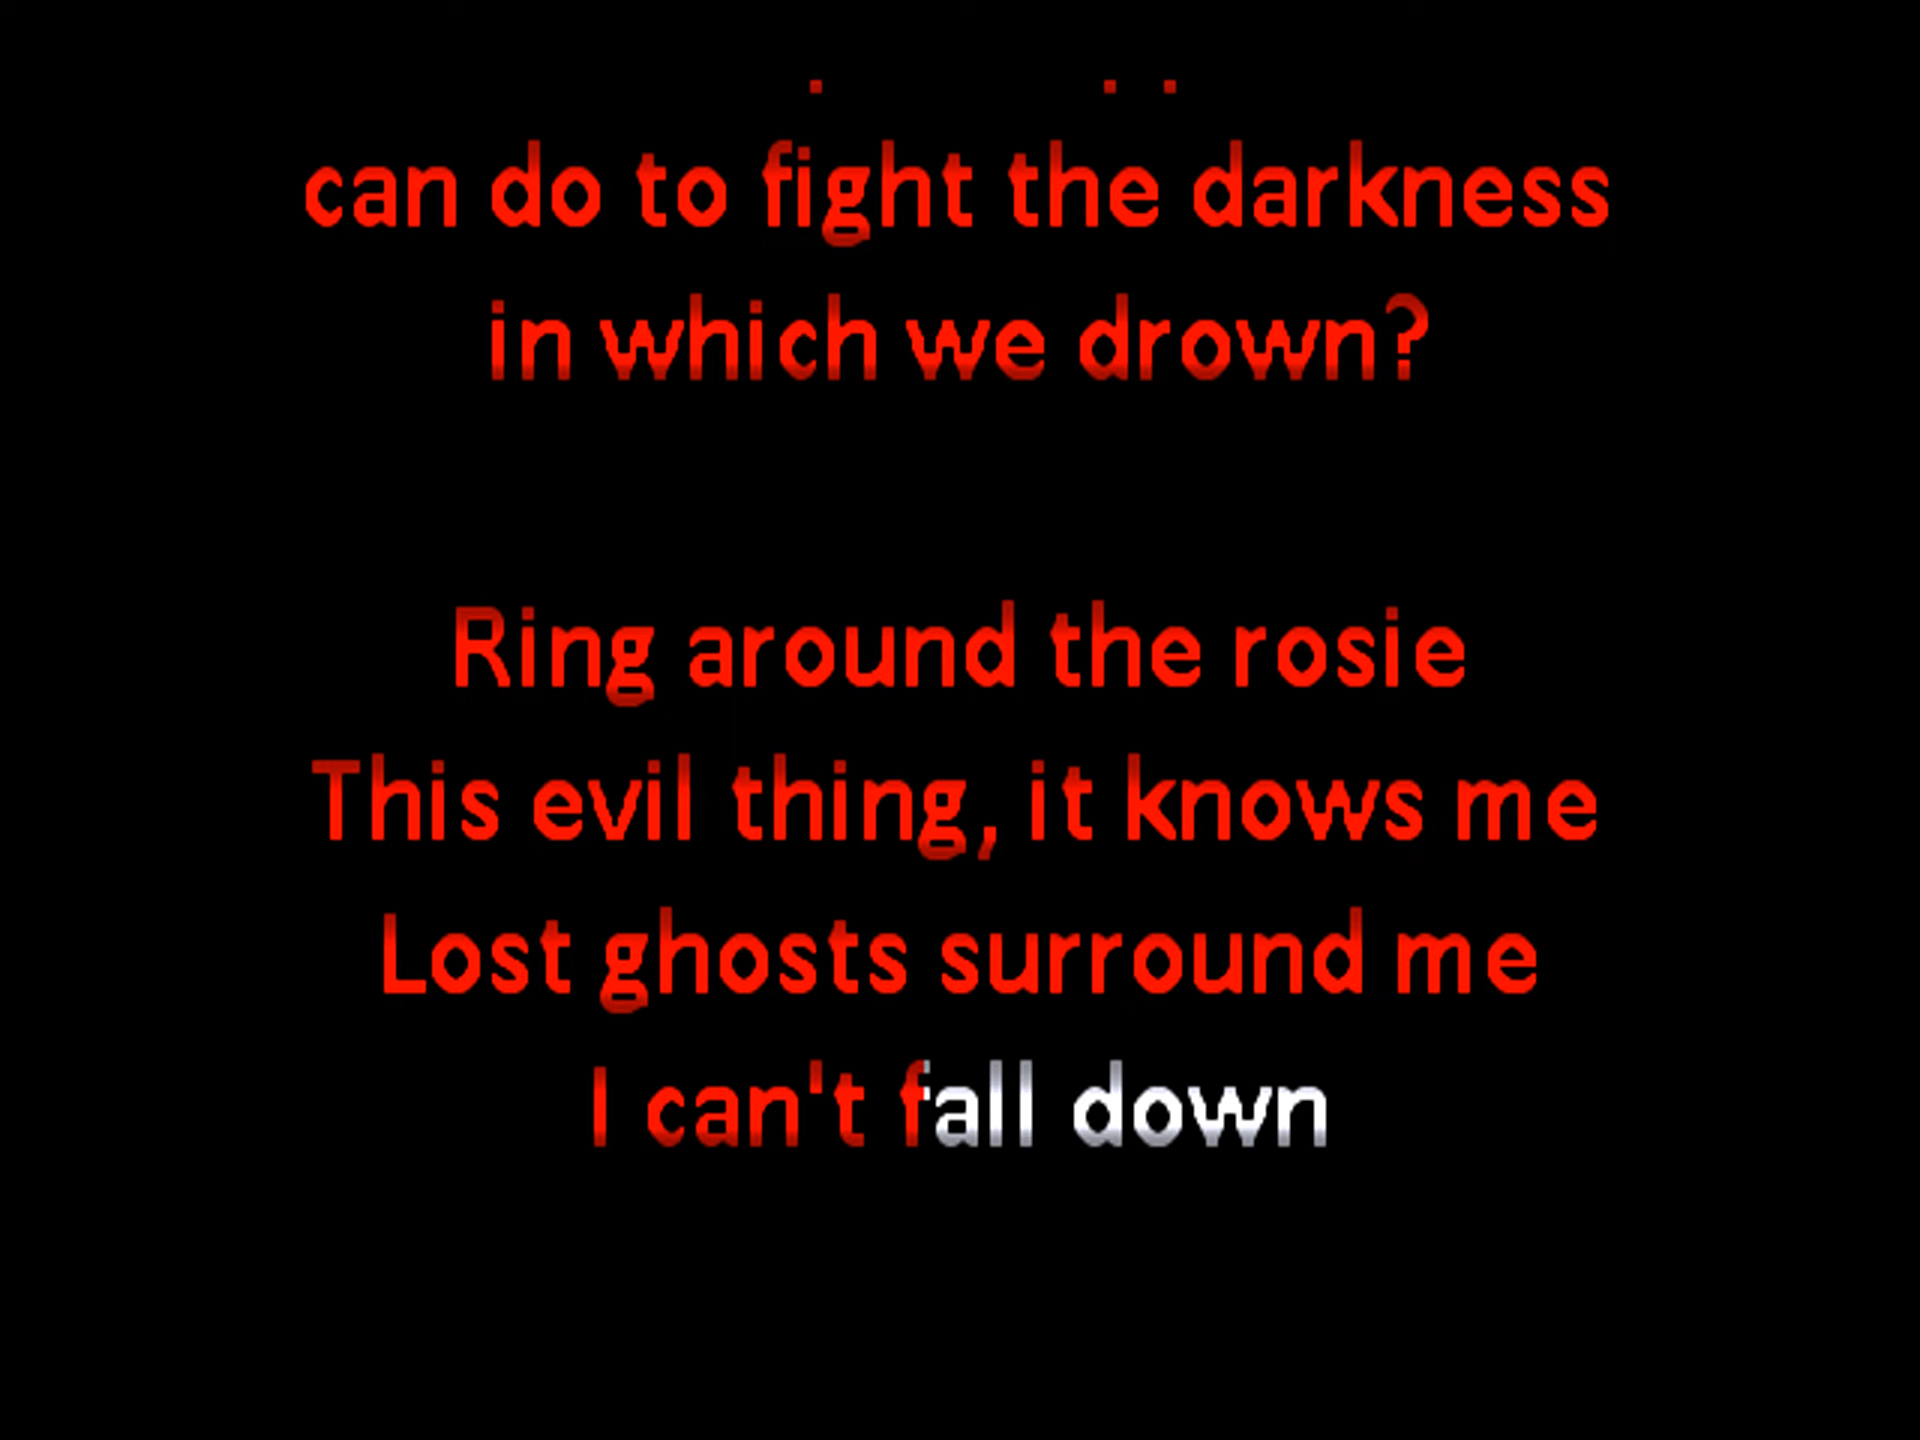 can do to fight the darkness
in which we drown?
Ring around the rosie
This evil thing, it knows me
Lost ghosts surround me
I can't fall down